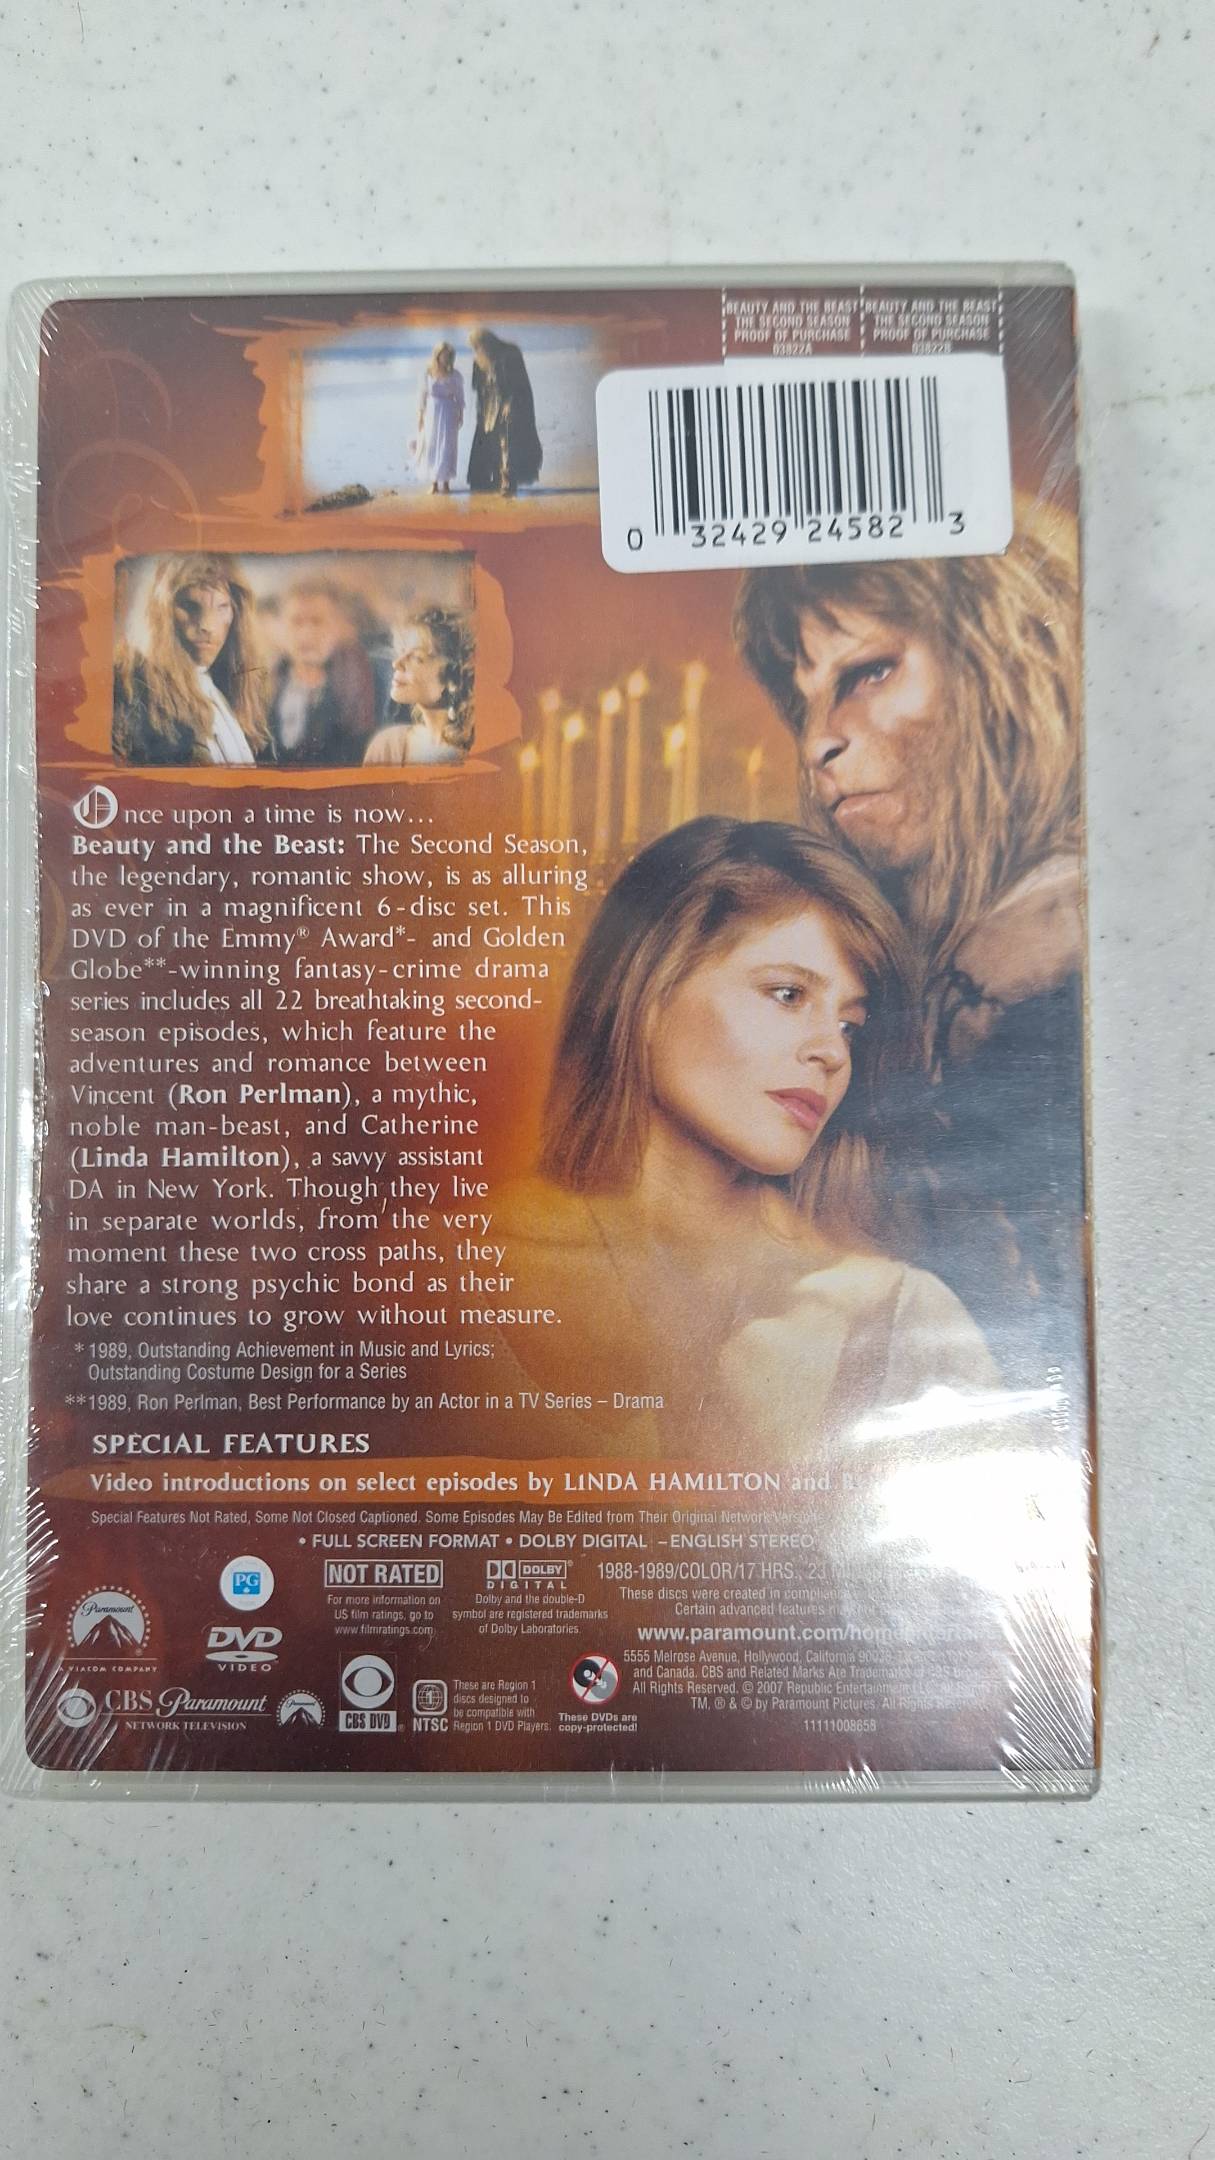 BEAUTY AND THE BEAST
THE SECOND SEASON
PROOF OF PURCHASE
03822A
BEAUTY AND THE BEAST
THE SECOND SEASON
PROOF OF PURCHASE
03822B
0 32429 24582 3
Once upon a time is now...
Beauty and the Beast: The Second Season,
the legendary, romantic show, is as alluring
as ever in a magnificent 6-disc set. This
DVD of the Emmy® Award*- and Golden
Globe**-winning fantasy-crime drama
series includes all 22 breathtaking second-
season episodes, which feature the
adventures and romance between
Vincent (Ron Perlman), a mythic,
noble man-beast, and Catherine
(Linda Hamilton), a savvy assistant
DA in New York. Though they live
in separate worlds, from the very
moment these two cross paths, they
share a strong psychic bond as their
love continues to grow without measure.
* 1989, Outstanding Achievement in Music and Lyrics;
Outstanding Costume Design for a Series
**1989, Ron Perlman, Best Performance by an Actor in a TV Series – Drama
SPECIAL FEATURES
Video introductions on select episodes by LINDA HAMILTON and
Special Features Not Rated, Some Not Closed Captioned. Some Episodes May Be Edited from Their Original Network
• FULL SCREEN FORMAT • DOLBY DIGITAL – ENGLISH STEREO
Paramount
A VIACOM COMPANY
PG
DVD
VIDEO
NOT RATED
For more information on
US film ratings, go to
www.filmratings.com
DOLBY
DIGITAL
Dolby and the double-D
symbol are registered trademarks
of Dolby Laboratories.
1988-1989/COLOR/17 HRS., 23
These discs were created in
Certain advanced features
www.paramount.com/
5555 Melrose Avenue, Hollywood, California
and Canada. CBS and Related Marks Are
All Rights Reserved. © 2007 Republic Entertainment
TM, ® & © by Paramount Pictures. All Rights
11111008658
CBS Paramount
NETWORK TELEVISION
Paramount
CBS DVD
1
NTSC
These are Region 1
discs designed to
be compatible with
Region 1 DVD Players.
These DVDs are
copy-protected!